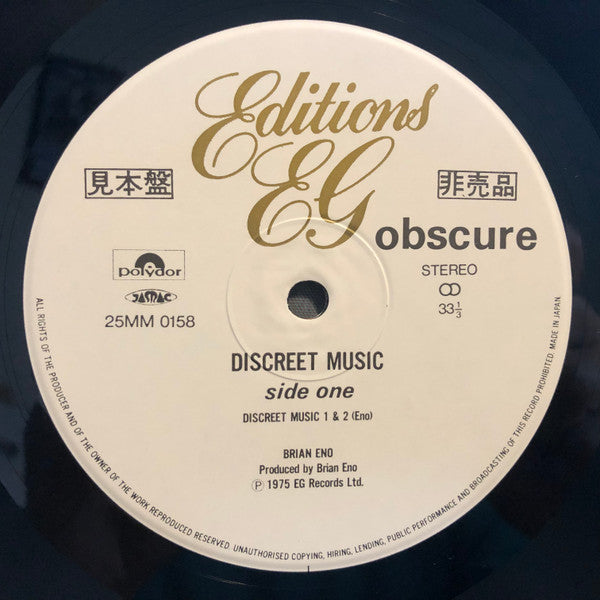 Editions
EG
obscure
見本盤
非売品
polydor
JASRAC
25MM 0158
STEREO
33⅓
DISCREET MUSIC
side one
DISCREET MUSIC 1 & 2 (Eno)
BRIAN ENO
Produced by Brian Eno
℗ 1975 EG Records Ltd.
ALL RIGHTS OF THE PRODUCER AND OF THE OWNER OF THE WORK REPRODUCED RESERVED. UNAUTHORISED COPYING, HIRING, LENDING, PUBLIC PERFORMANCE AND BROADCASTING OF THIS RECORD PROHIBITED. MADE IN JAPAN.